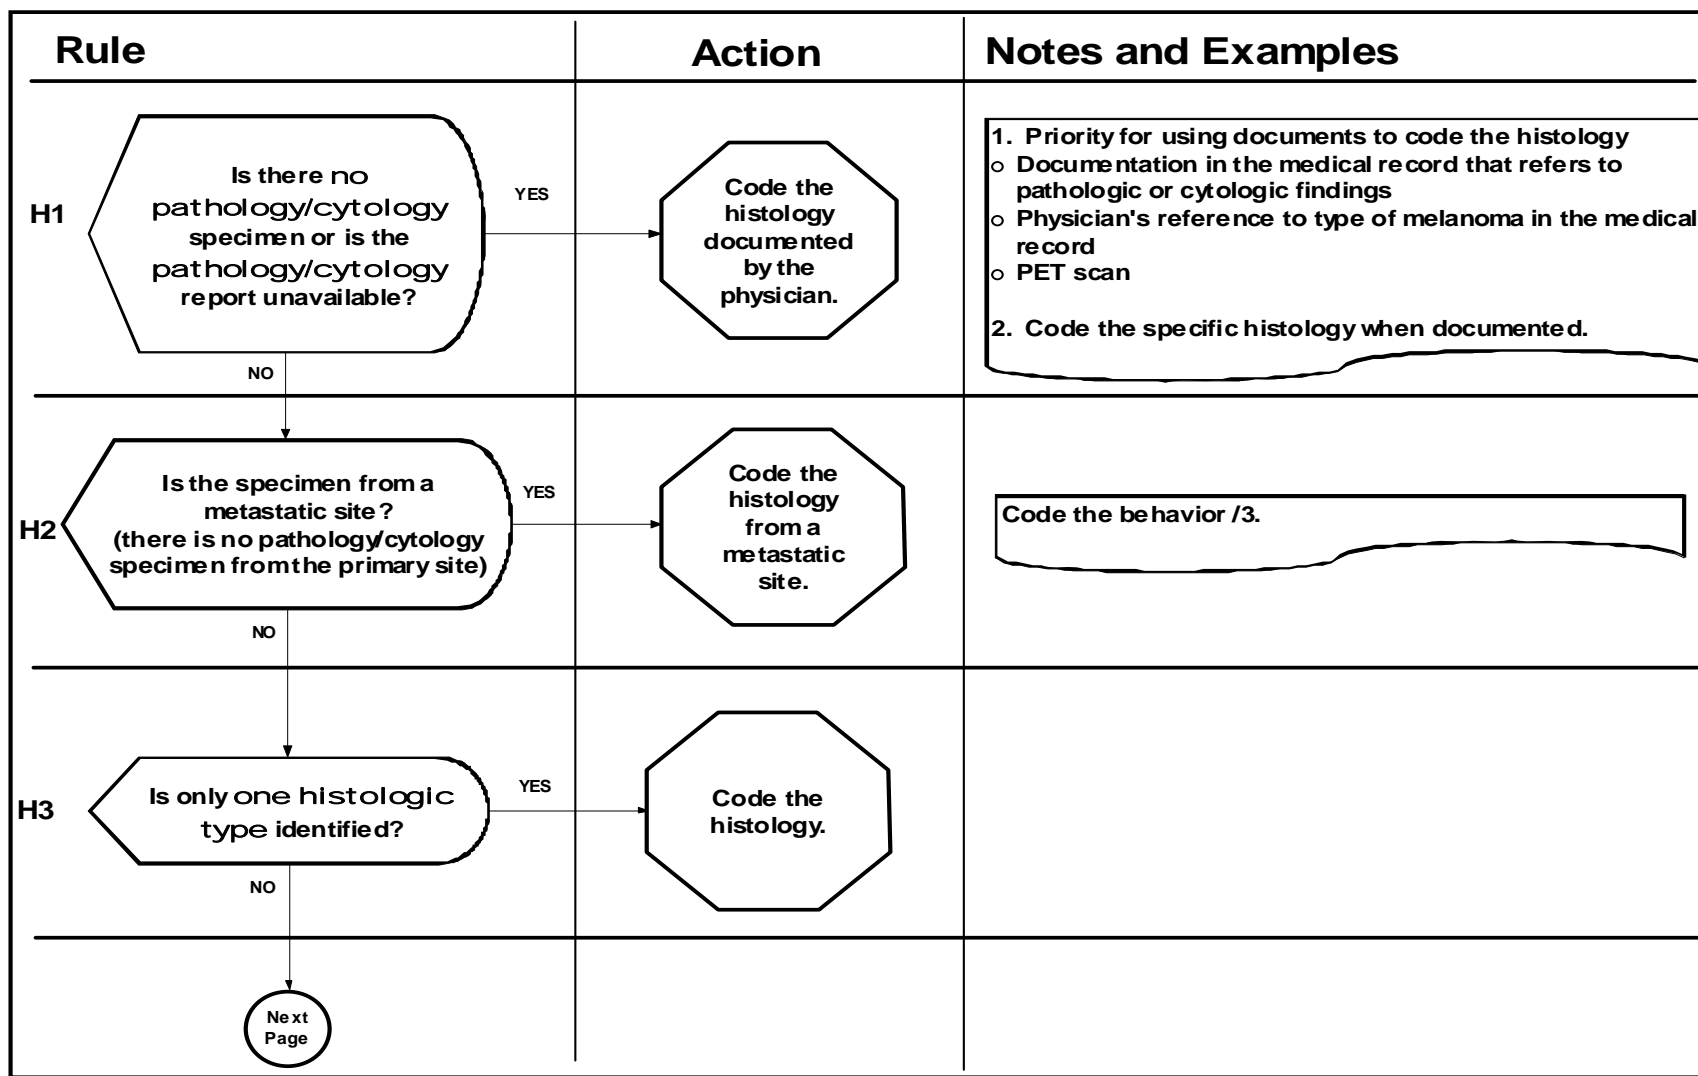 Rule
Action
Notes and Examples
H1
Is there no
pathology/cytology
specimen or is the
pathology/cytology
report unavailable?
YES
Code the
histology
documented
by the
physician.
1. Priority for using documents to code the histology
o Documentation in the medical record that refers to
pathologic or cytologic findings
o Physician's reference to type of melanoma in the medical
record
o PET scan
2. Code the specific histology when documented.
NO
H2
Is the specimen from a
metastatic site?
(there is no pathology/cytology
specimen from the primary site)
YES
Code the
histology
from a
metastatic
site.
Code the behavior /3.
NO
H3
Is only one histologic
type identified?
YES
Code the
histology.
NO
Next
Page